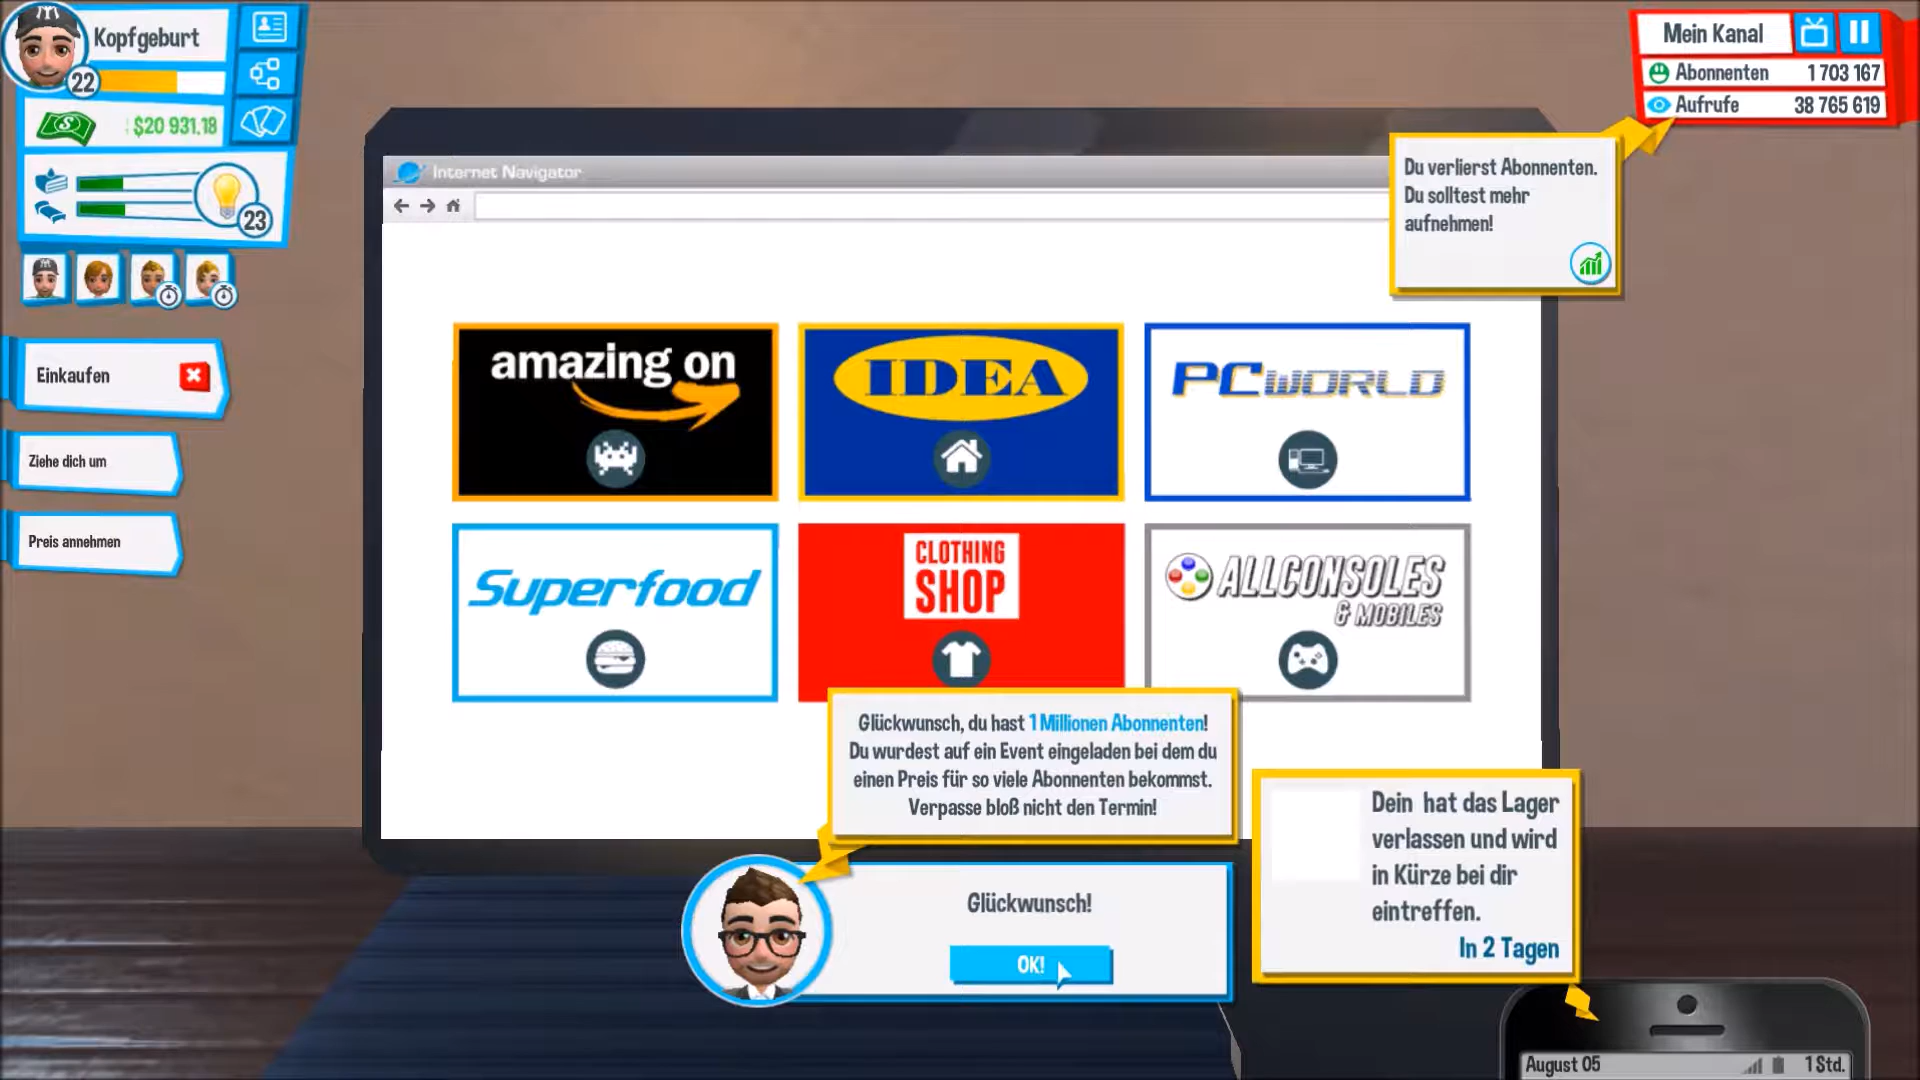 Kopfgeburt
22
$20 931.18
23
Einkaufen
Ziehe dich um
Preis annehmen
Internet Navigator
amazing on
IDEA
PCWORLD
Superfood
CLOTHING
SHOP
ALLCONSOLES
& MOBILES
Mein Kanal
Abonnenten 1 703 167
Aufrufe 38 765 619
Du verlierst Abonnenten.
Du solltest mehr
aufnehmen!
Glückwunsch, du hast 1 Millionen Abonnenten!
Du wurdest auf ein Event eingeladen bei dem du
einen Preis für so viele Abonnenten bekommst.
Verpasse bloß nicht den Termin!
Glückwunsch!
OK!
Dein hat das Lager
verlassen und wird
in Kürze bei dir
eintreffen.
In 2 Tagen
August 05 1 Std.